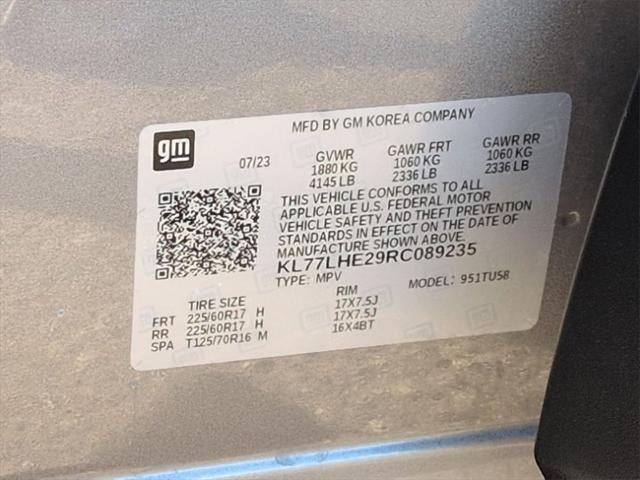 MFD BY GM KOREA COMPANY
gm
07/23 GVWR GAWR FRT GAWR RR
1880 KG 1060 KG 1060 KG
4145 LB 2336 LB 2336 LB
THIS VEHICLE CONFORMS TO ALL
APPLICABLE U.S. FEDERAL MOTOR
VEHICLE SAFETY AND THEFT PREVENTION
STANDARDS IN EFFECT ON THE DATE OF
MANUFACTURE SHOWN ABOVE.
KL77LHE29RC089235
TYPE: MPV MODEL: 951TU58
TIRE SIZE RIM
FRT 225/60R17 H 17X7.5J
RR 225/60R17 H 17X7.5J
SPA T125/70R16 M 16X4BT